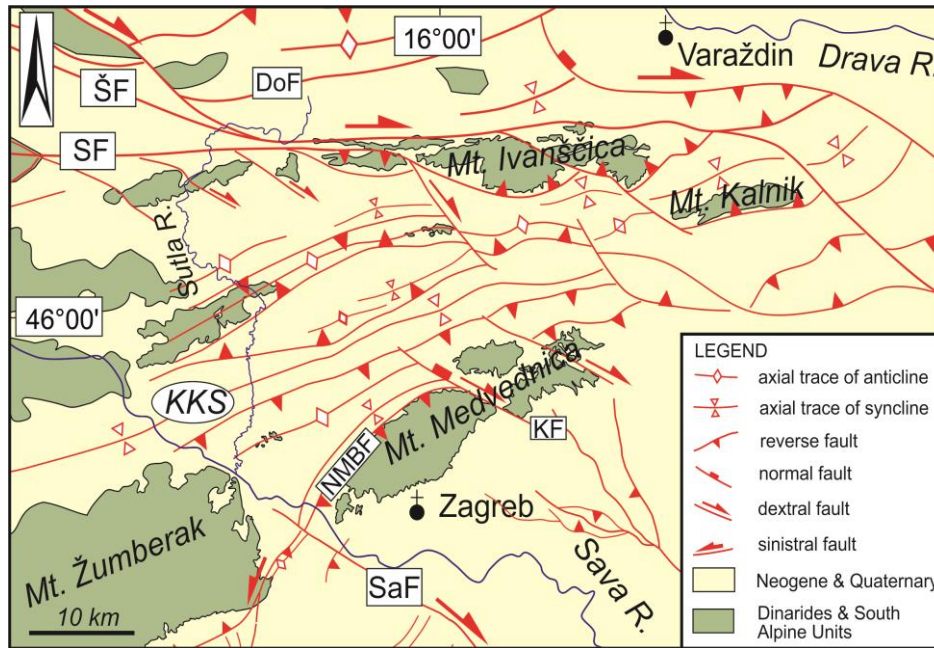 16°00'
Varaždin
Drava R.
ŠF
DoF
SF
Mt. Ivanščica
Mt. Kalnik
Sutla R.
46°00'
KKS
Mt. Medvednica
KF
NMBF
Zagreb
Mt. Žumberak
10 km
SaF
Sava R.
LEGEND
axial trace of anticline
axial trace of syncline
reverse fault
normal fault
dextral fault
sinistral fault
Neogene & Quaternary
Dinarides & South
Alpine Units